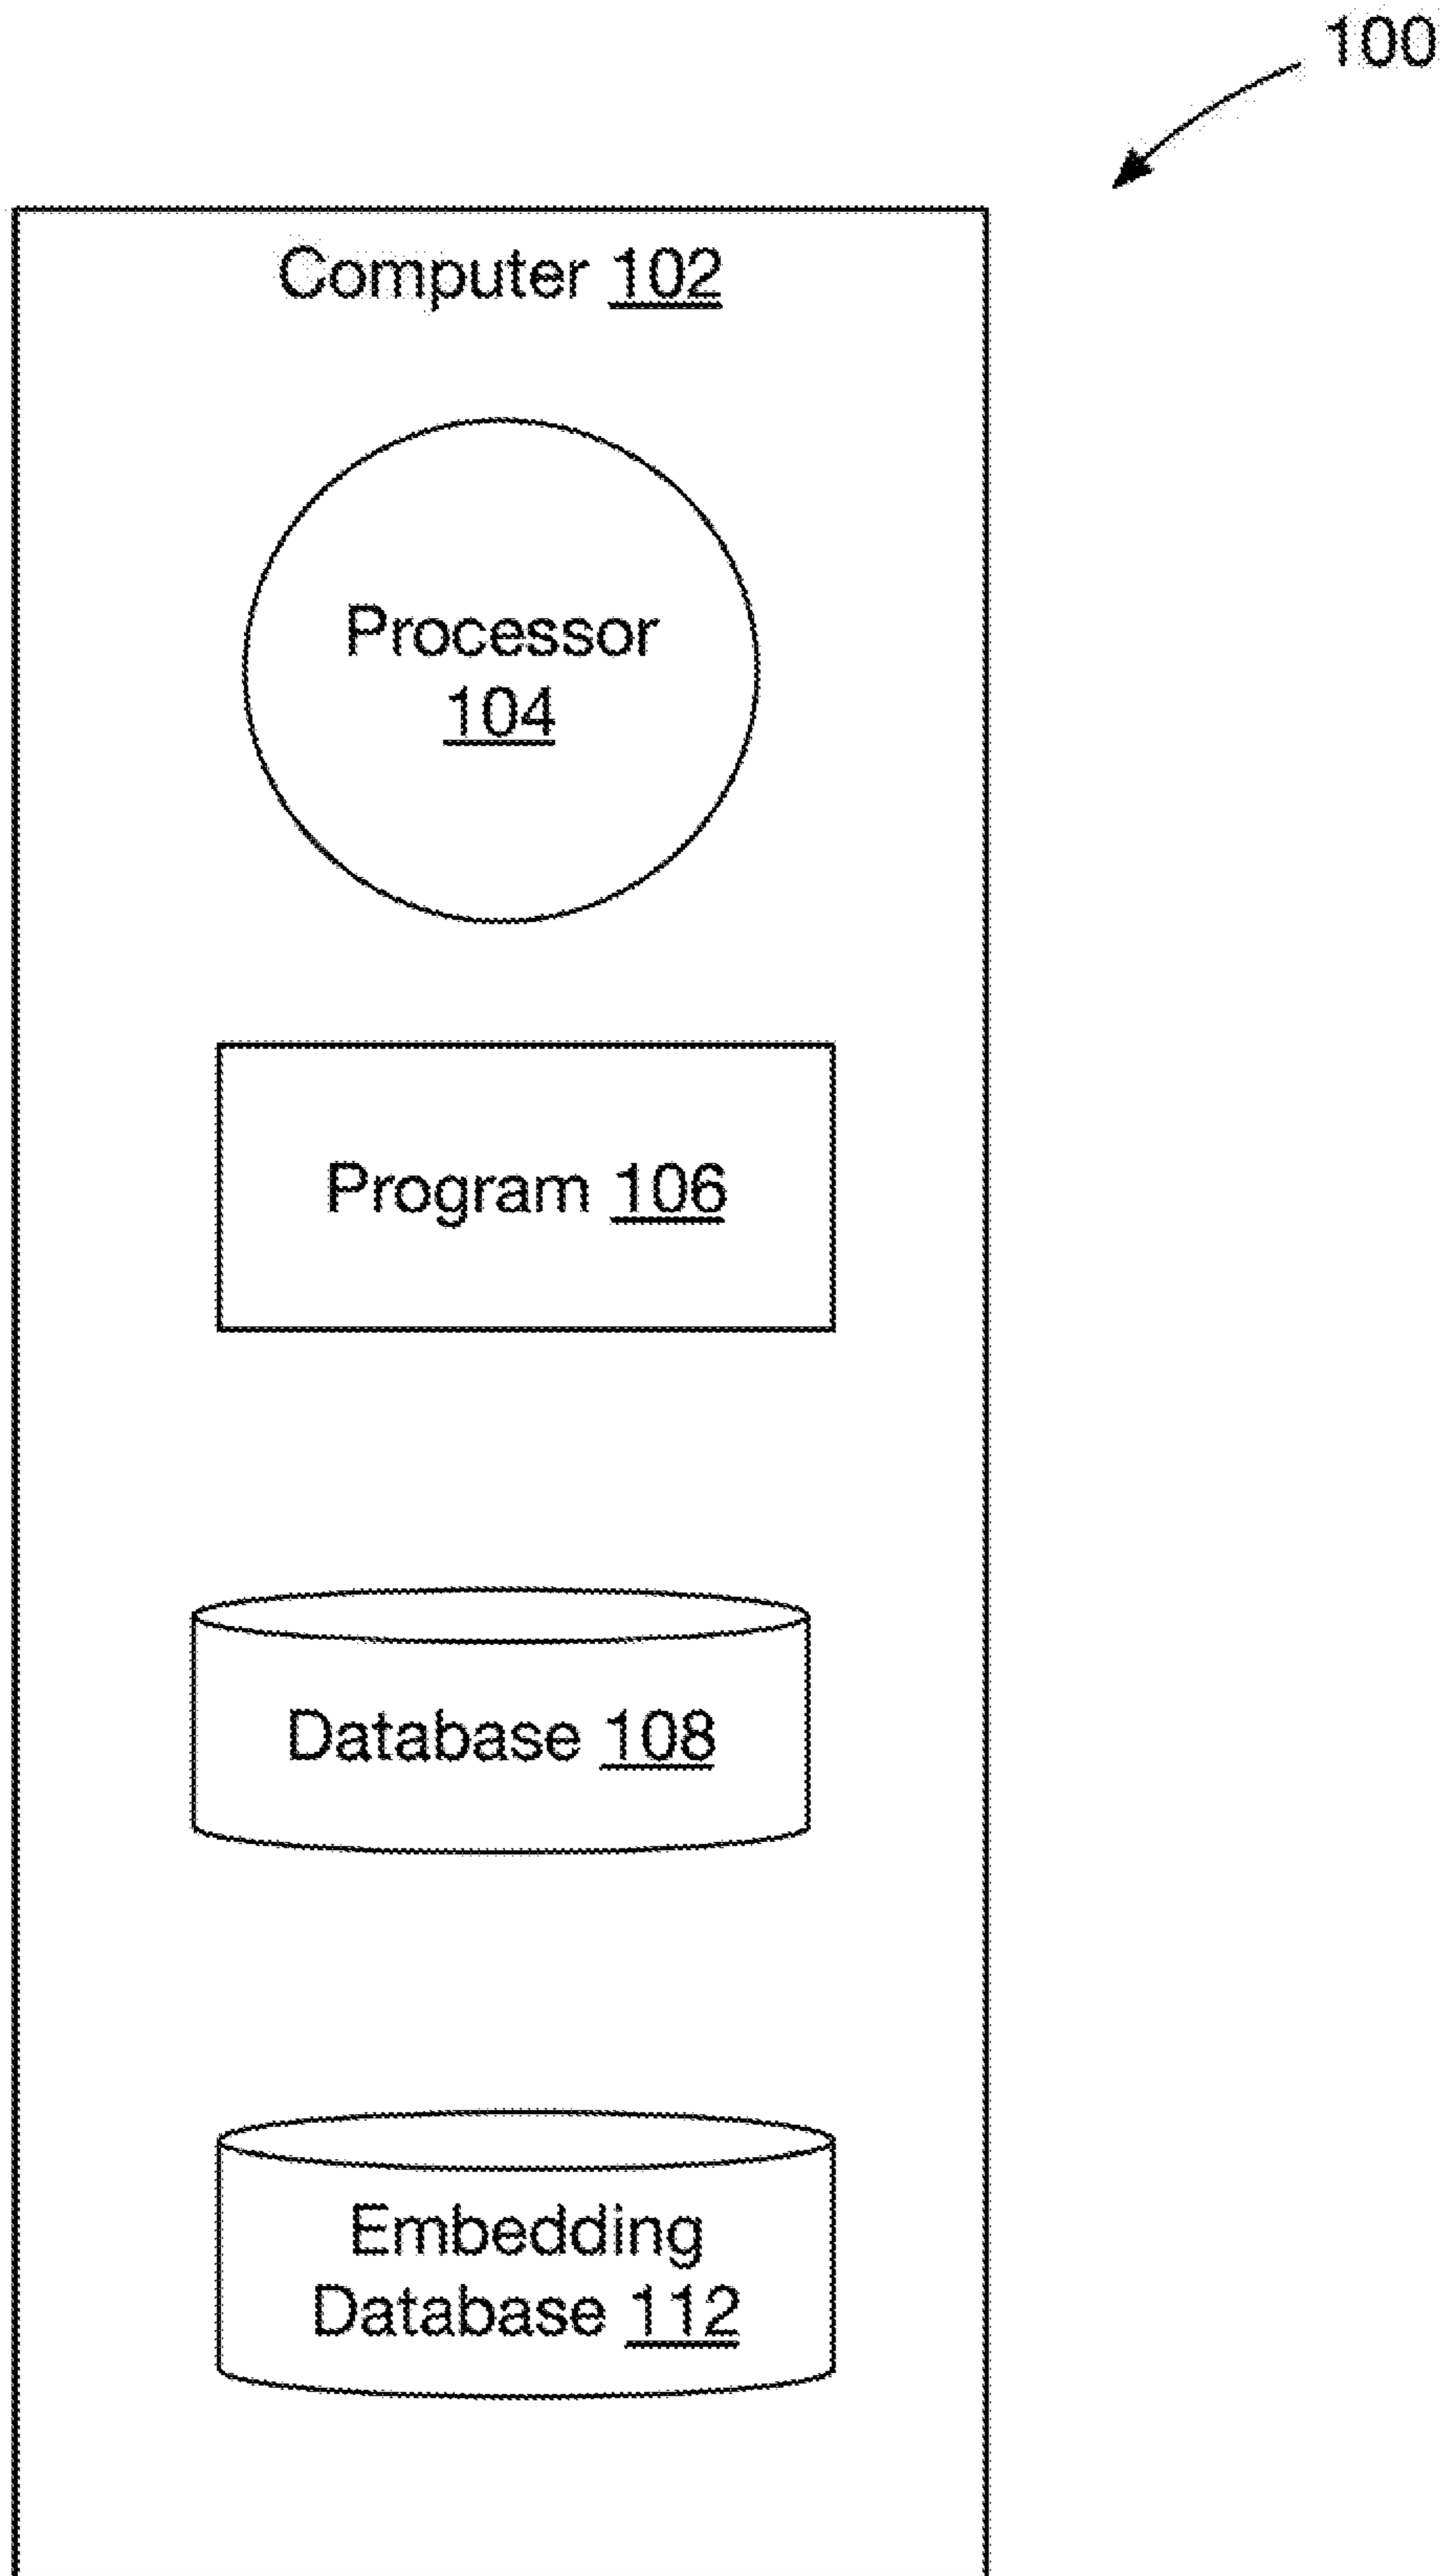 100
Computer 102
Processor
104
Program 106
Database 108
Embedding
Database 112